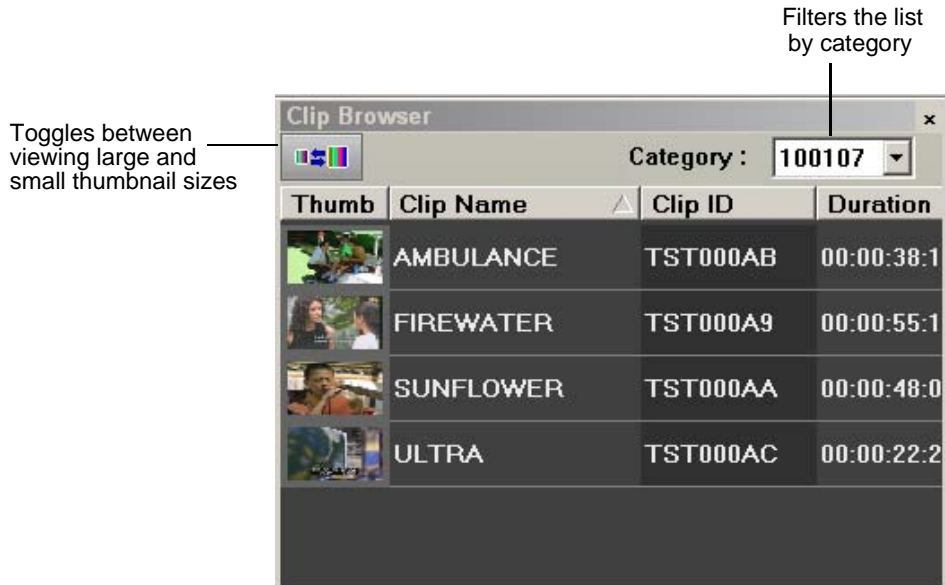 Filters the list
by category
Toggles between
viewing large and
small thumbnail sizes
Clip Browser
Category : 100107
Thumb Clip Name Clip ID Duration
AMBULANCE TST000AB 00:00:38:1
FIREWATER TST000A9 00:00:55:1
SUNFLOWER TST000AA 00:00:48:0
ULTRA TST000AC 00:00:22:2